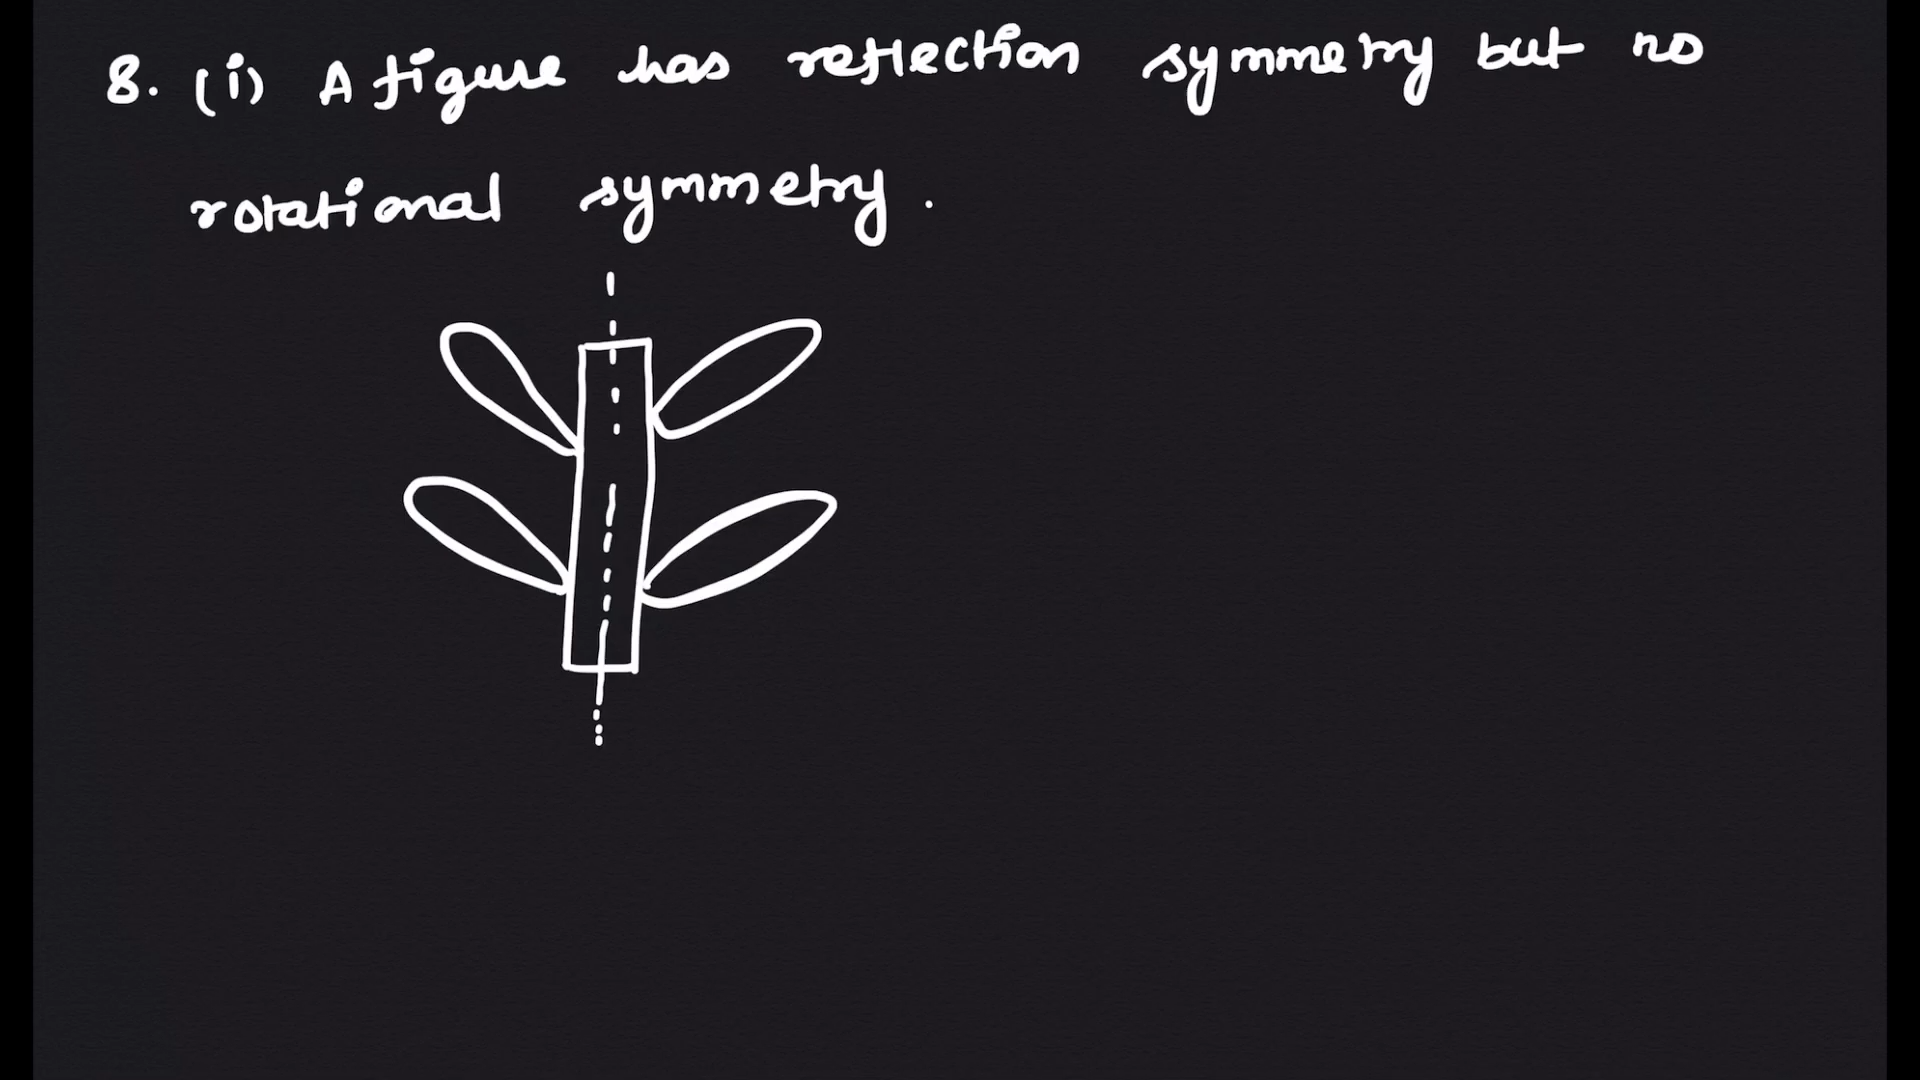 8. (i) A figure has reflection symmetry but no
rotational symmetry.